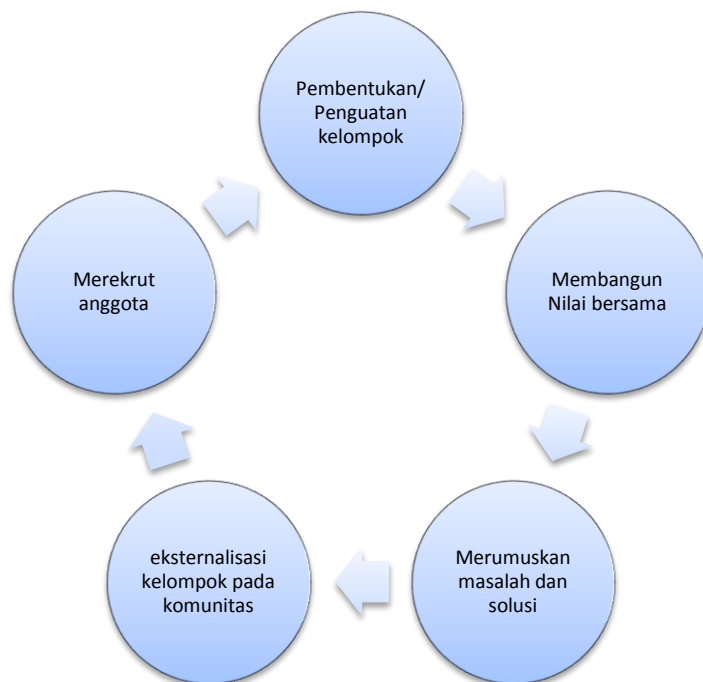 Pembentukan/
Penguatan
kelompok
Membangun
Nilai bersama
Merumuskan
masalah dan
solusi
eksternalisasi
kelompok pada
komunitas
Merekrut
anggota